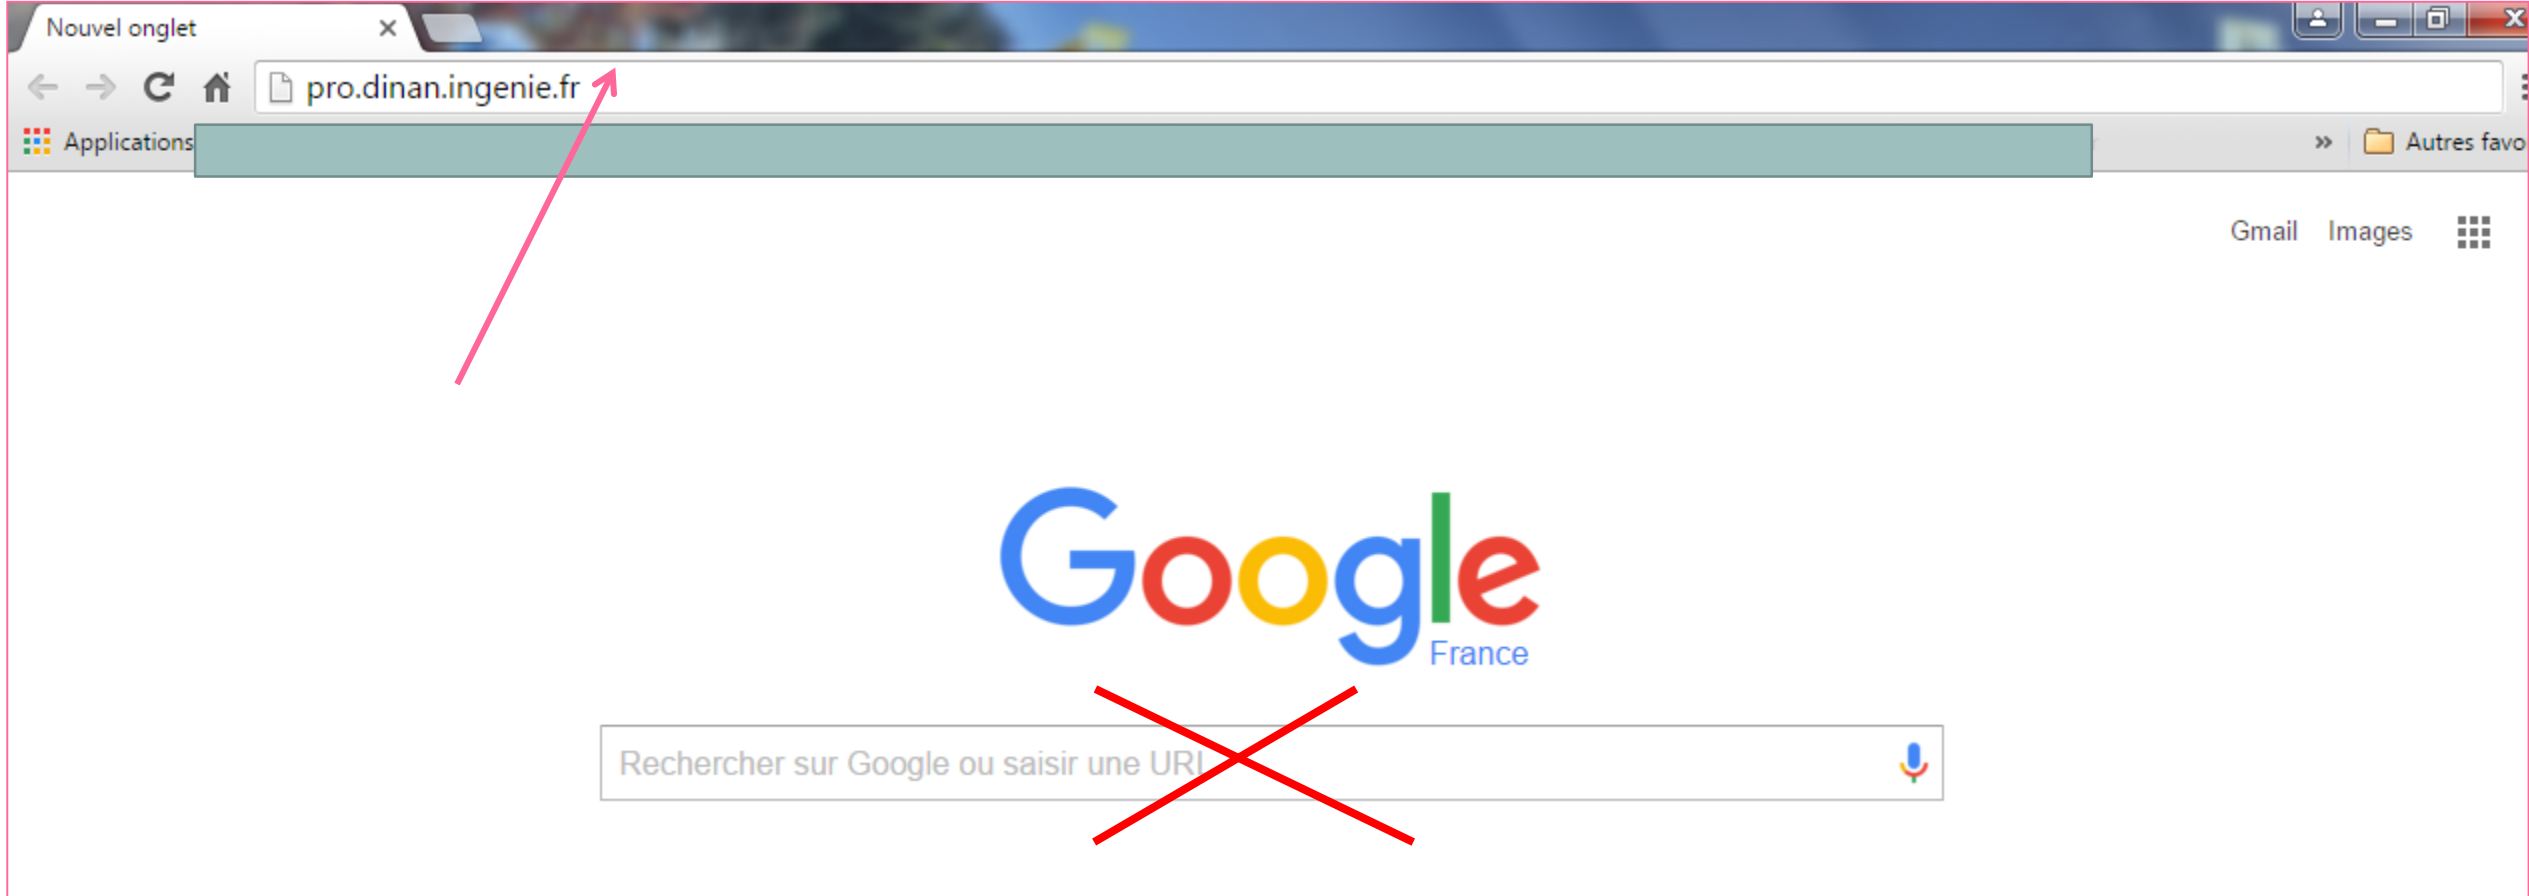 Nouvel onglet
pro.dinan.ingenie.fr
Applications
Autres favo
Gmail Images
Google
France
Rechercher sur Google ou saisir une URL